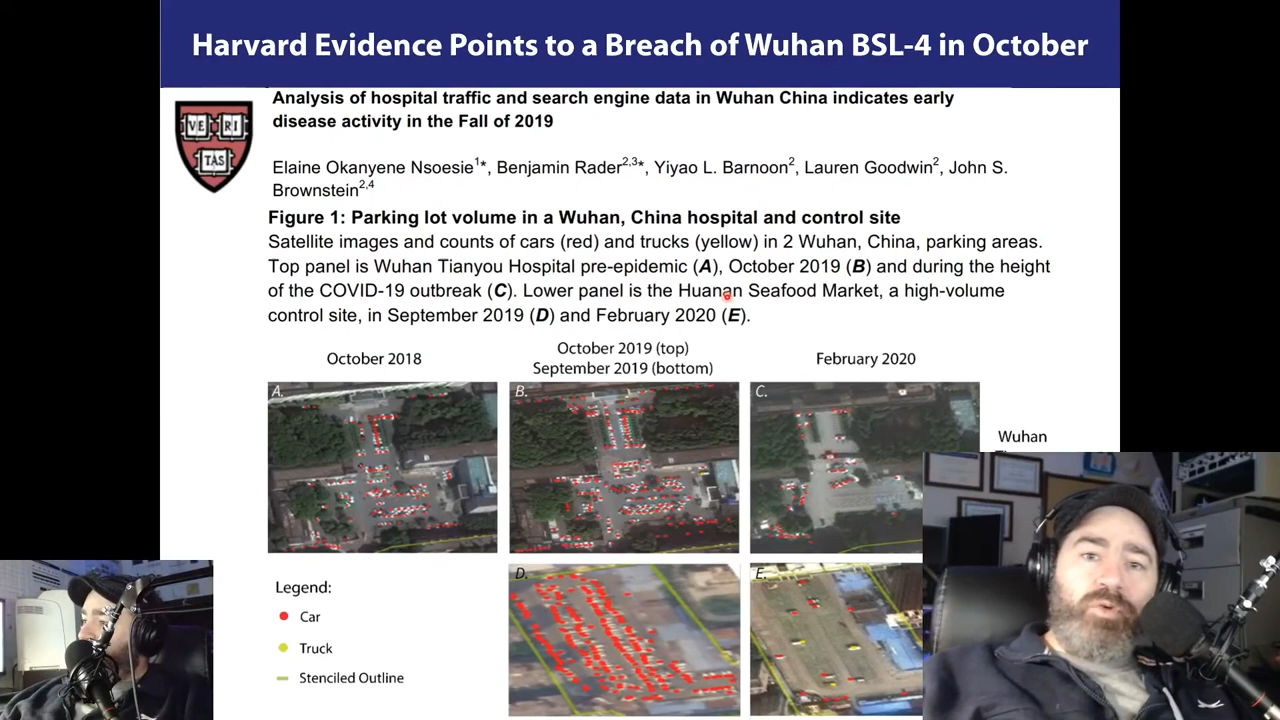 Harvard Evidence Points to a Breach of Wuhan BSL-4 in October
Analysis of hospital traffic and search engine data in Wuhan China indicates early
disease activity in the Fall of 2019
VE RI
TAS
Elaine Okanyene Nsoesie1*, Benjamin Rader2,3*, Yiyao L. Barnoon2, Lauren Goodwin2, John S.
Brownstein2,4
Figure 1: Parking lot volume in a Wuhan, China hospital and control site
Satellite images and counts of cars (red) and trucks (yellow) in 2 Wuhan, China, parking areas.
Top panel is Wuhan Tianyou Hospital pre-epidemic (A), October 2019 (B) and during the height
of the COVID-19 outbreak (C). Lower panel is the Huanan Seafood Market, a high-volume
control site, in September 2019 (D) and February 2020 (E).
October 2018
October 2019 (top)
September 2019 (bottom)
February 2020
A.
B.
C.
Wuhan
D.
E.
Legend:
Car
Truck
Stenciled Outline